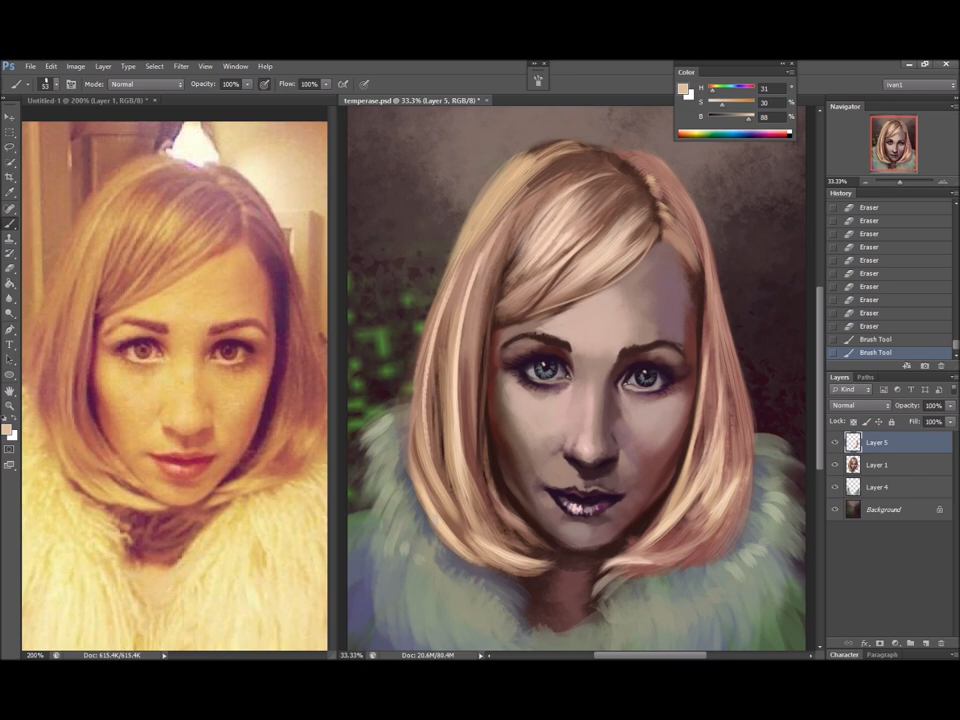 Ps File Edit Image Layer Type Select Filter View Window Help
53 Mode: Normal Opacity: 100% Flow: 100%
Ivan1
Untitled-1 @ 200% (Layer 1, RGB/8) * ×
temperase.psd @ 33.3% (Layer 5, RGB/8) * ×
Color
H 31 °
S 30 %
B 88 %
Navigator
33.33%
History
Eraser
Eraser
Eraser
Eraser
Eraser
Eraser
Eraser
Eraser
Eraser
Eraser
Brush Tool
Brush Tool
Layers Paths
Kind
Normal Opacity: 100%
Lock: Fill: 100%
Layer 5
Layer 1
Layer 4
Background
Character Paragraph
200% Doc: 615.4K/615.4K
33.33% Doc: 20.6M/80.4M